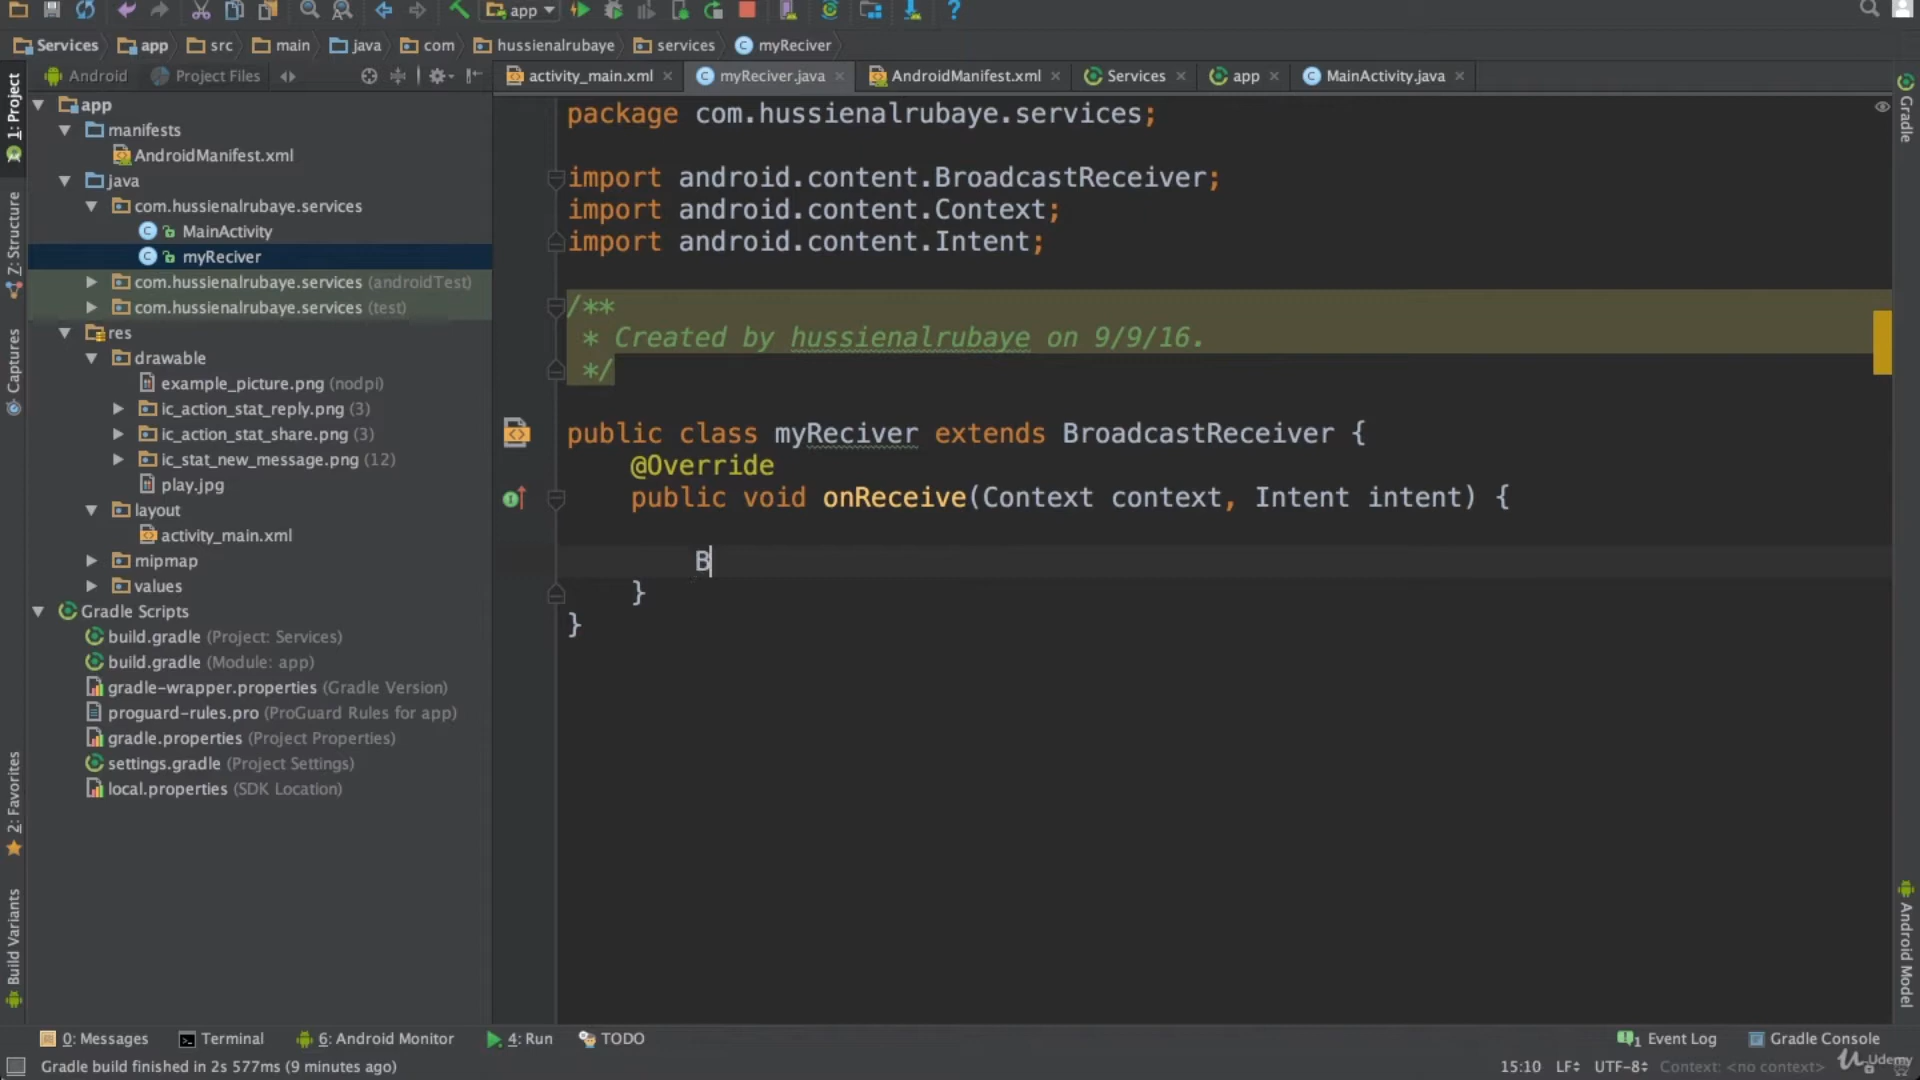 app
Services app src main java com hussienalrubaye services myReciver
Android Project Files
activity_main.xml myReciver.java AndroidManifest.xml Services app MainActivity.java
1: Project
Z: Structure
Captures
2: Favorites
Build Variants
app
manifests
AndroidManifest.xml
java
com.hussienalrubaye.services
MainActivity
myReciver
com.hussienalrubaye.services (androidTest)
com.hussienalrubaye.services (test)
res
drawable
example_picture.png (nodpi)
ic_action_stat_reply.png (3)
ic_action_stat_share.png (3)
ic_stat_new_message.png (12)
play.jpg
layout
activity_main.xml
mipmap
values
Gradle Scripts
build.gradle (Project: Services)
build.gradle (Module: app)
gradle-wrapper.properties (Gradle Version)
proguard-rules.pro (ProGuard Rules for app)
gradle.properties (Project Properties)
settings.gradle (Project Settings)
local.properties (SDK Location)
package com.hussienalrubaye.services;
import android.content.BroadcastReceiver;
import android.content.Context;
import android.content.Intent;
/**
* Created by hussienalrubaye on 9/9/16.
*/
public class myReciver extends BroadcastReceiver {
@Override
public void onReceive(Context context, Intent intent) {
B
}
}
Gradle
Android Model
0: Messages Terminal 6: Android Monitor 4: Run TODO
1 Event Log Gradle Console
Gradle build finished in 2s 577ms (9 minutes ago)
15:10 LF UTF-8 Context: <no context>
Udemy